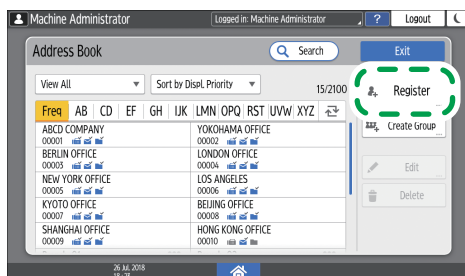 Machine Administrator
Logged in: Machine Administrator
?
Logout
Address Book
Search
Exit
View All
Sort by Displ. Priority
15/2100
Register
Freq AB CD EF GH IJK LMN OPQ RST UVW XYZ
Create Group
ABCD COMPANY
00001
YOKOHAMA OFFICE
00002
BERLIN OFFICE
00003
LONDON OFFICE
00004
Edit
NEW YORK OFFICE
00005
LOS ANGELES
00006
Delete
KYOTO OFFICE
00007
BEIJING OFFICE
00008
SHANGHAI OFFICE
00009
HONG KONG OFFICE
00010
26 Jul. 2018